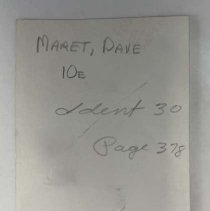 MARET, DAVE
10E
Ident 30
Page 378